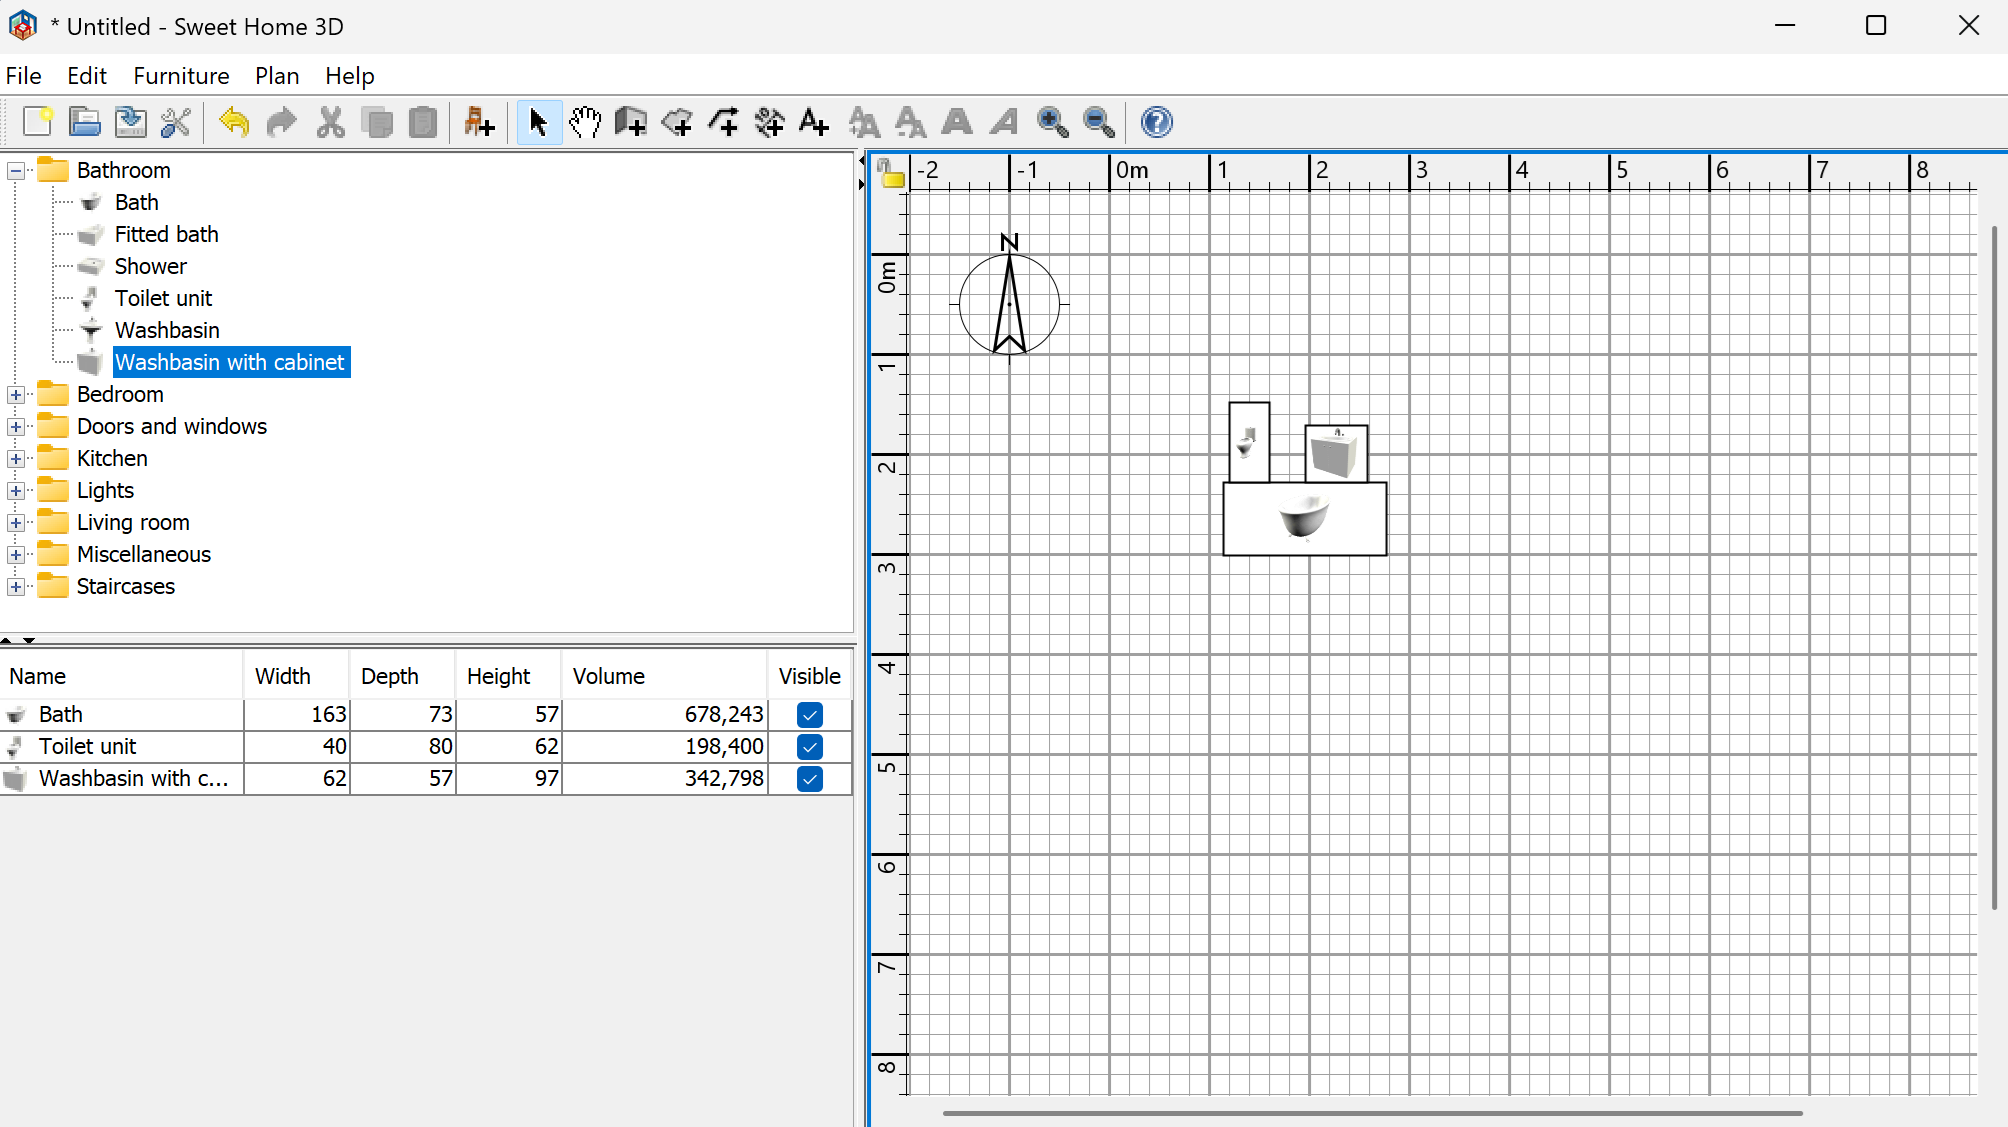 * Untitled - Sweet Home 3D
File Edit Furniture Plan Help
Bathroom
Bath
Fitted bath
Shower
Toilet unit
Washbasin
Washbasin with cabinet
Bedroom
Doors and windows
Kitchen
Lights
Living room
Miscellaneous
Staircases
Name Width Depth Height Volume Visible
Bath 163 73 57 678,243
Toilet unit 40 80 62 198,400
Washbasin with c... 62 57 97 342,798
-2 -1 0m 1 2 3 4 5 6 7 8
N
0m
1
2
3
4
5
6
7
8